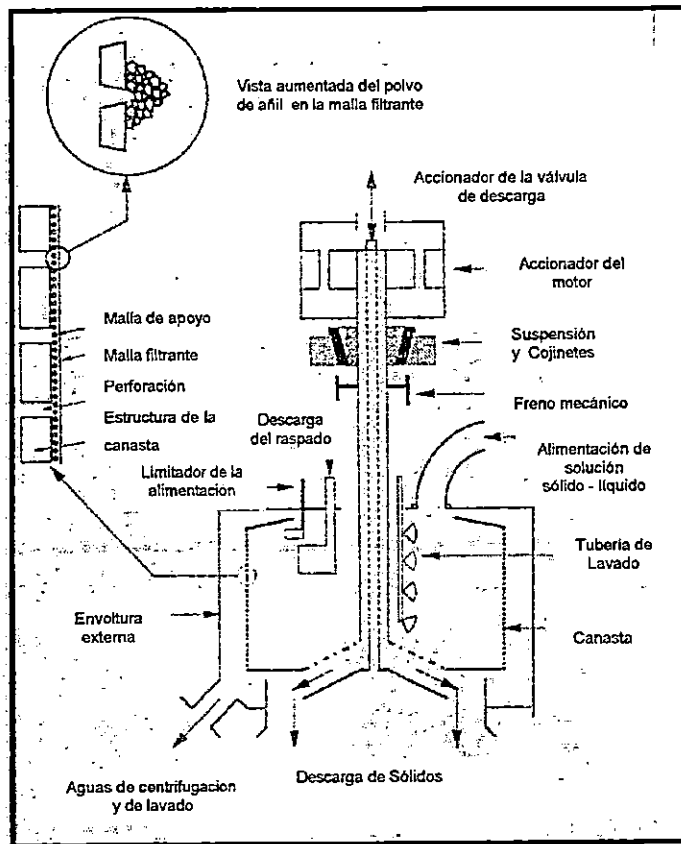 Vista aumentada del polvo
de añil en la malla filtrante
Accionador de la válvula
de descarga
Accionador del
motor
Suspensión
y Cojinetes
Freno mecánico
Malla de apoyo
Malla filtrante
Perforación
Estructura de la
canasta
Descarga
del raspado
Limitador de la
alimentacion
Alimentación de
solución
sólido - líquido
Tubería de
Lavado
Envoltura
externa
Canasta
Aguas de centrifugacion
y de lavado
Descarga de Sólidos